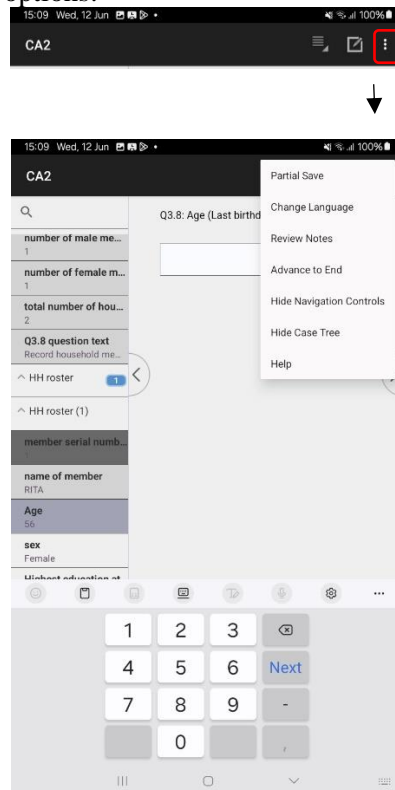 options.
15:09 Wed, 12 Jun
100%
CA2
15:09 Wed, 12 Jun
100%
CA2
Partial Save
Change Language
Review Notes
Advance to End
Hide Navigation Controls
Hide Case Tree
Help
Q3.8: Age (Last birthd
number of male me...
1
number of female m...
1
total number of hou...
2
Q3.8 question text
Record household me...
HH roster 1
HH roster (1)
member serial numb...
1
name of member
RITA
Age
56
sex
Female
Highest education at
1 2 3
4 5 6 Next
7 8 9 -
0 ,